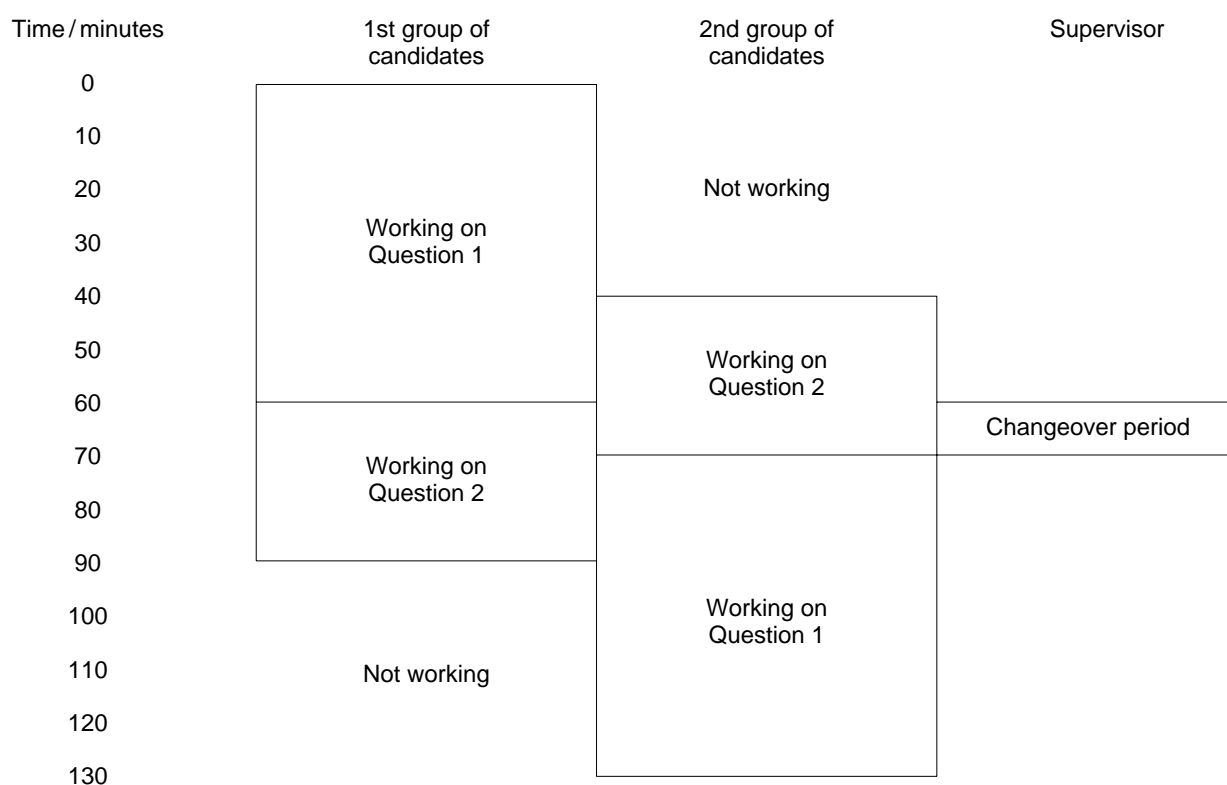 Time / minutes
1st group of
candidates
2nd group of
candidates
Supervisor
0
10
20
Not working
Working on
Question 1
30
40
50
Working on
Question 2
60
Changeover period
70
Working on
Question 2
80
90
100
Working on
Question 1
110
Not working
120
130